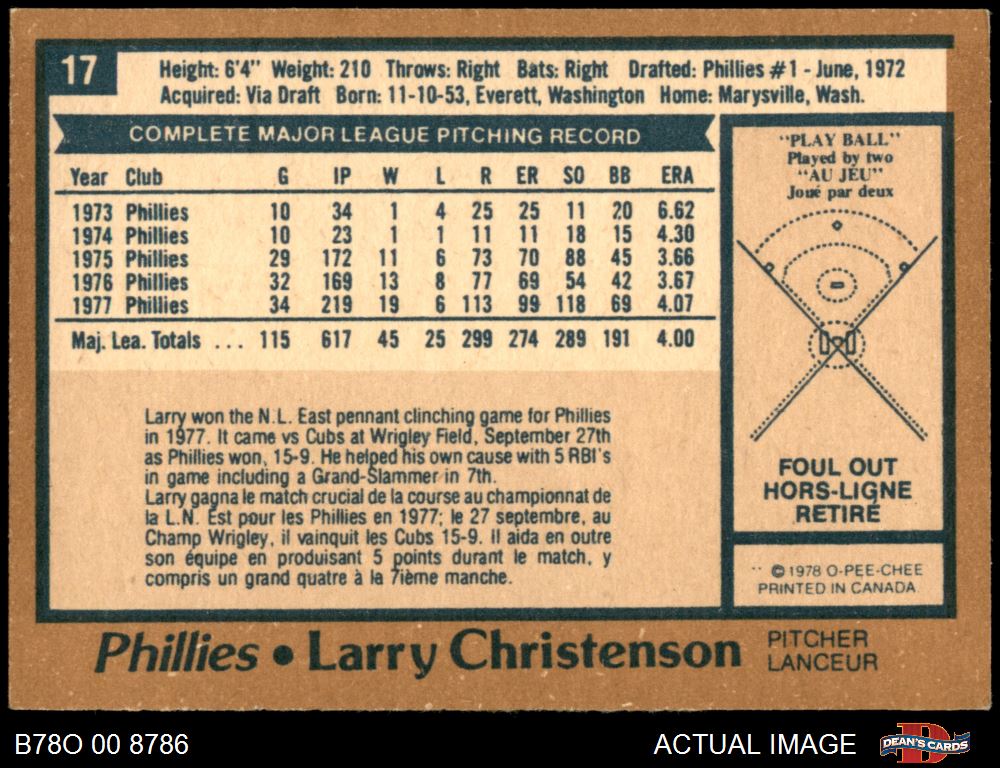 17
Height: 6'4" Weight: 210 Throws: Right Bats: Right Drafted: Phillies #1 - June, 1972
Acquired: Via Draft Born: 11-10-53, Everett, Washington Home: Marysville, Wash.
COMPLETE MAJOR LEAGUE PITCHING RECORD
Year Club G IP W L R ER SO BB ERA
1973 Phillies 10 34 1 4 25 25 11 20 6.62
1974 Phillies 10 23 1 1 11 11 18 15 4.30
1975 Phillies 29 172 11 6 73 70 88 45 3.66
1976 Phillies 32 169 13 8 77 69 54 42 3.67
1977 Phillies 34 219 19 6 113 99 118 69 4.07
Maj. Lea. Totals ... 115 617 45 25 299 274 289 191 4.00
Larry won the N.L. East pennant clinching game for Phillies
in 1977. It came vs Cubs at Wrigley Field, September 27th
as Phillies won, 15-9. He helped his own cause with 5 RBI's
in game including a Grand-Slammer in 7th.
Larry gagna le match crucial de la course au championnat de
la L.N. Est pour les Phillies en 1977; le 27 septembre, au
Champ Wrigley, il vainquit les Cubs 15-9. Il aida en outre
son équipe en produisant 5 points durant le match, y
compris un grand quatre à la 7ième manche.
"PLAY BALL"
Played by two
"AU JEU"
Joué par deux
FOUL OUT
HORS-LIGNE
RETIRÉ
© 1978 O-PEE-CHEE
PRINTED IN CANADA
Phillies • Larry Christenson
PITCHER
LANCEUR
B78O 00 8786
ACTUAL IMAGE
DEAN'S CARDS